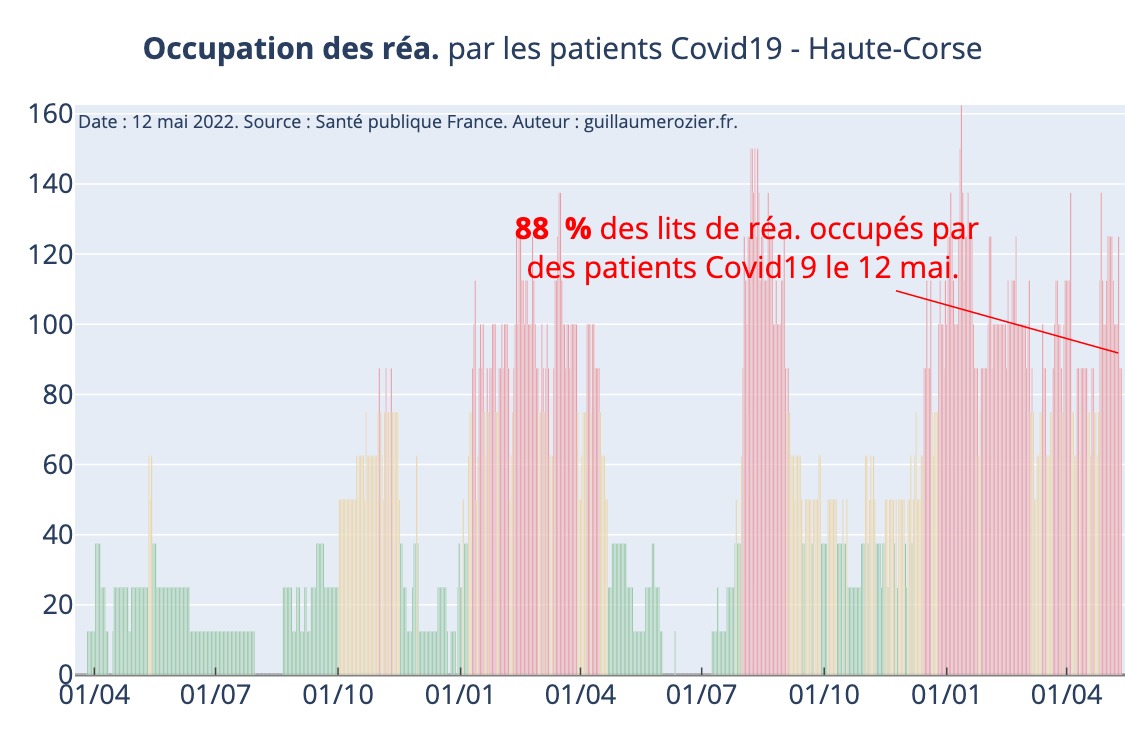 Occupation des réa. par les patients Covid19 - Haute-Corse
160
Date : 12 mai 2022. Source : Santé publique France. Auteur : guillaumerozier.fr.
140
88 % des lits de réa. occupés par
120
des patients Covid19 le 12 mai.
100
80
60
40
20
0
01/04 01/07 01/10 01/01 01/04 01/07 01/10 01/01 01/04